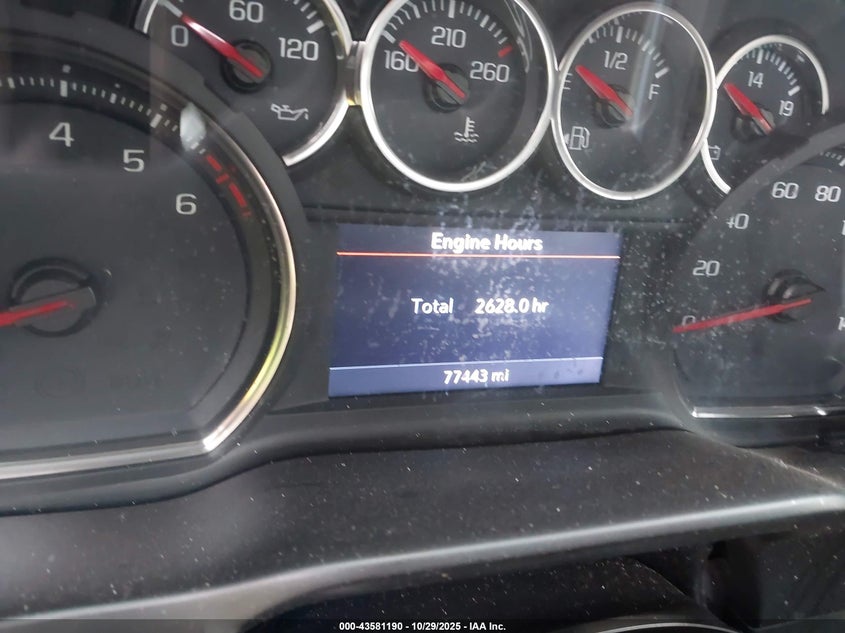 0 60 120
160 210 260
E 1/2 F
14 19
4 5 6
Engine Hours
Total 2628.0 hr
77443 mi
0 20 40 60 80
000-43581190 - 10/29/2025 - IAA Inc.